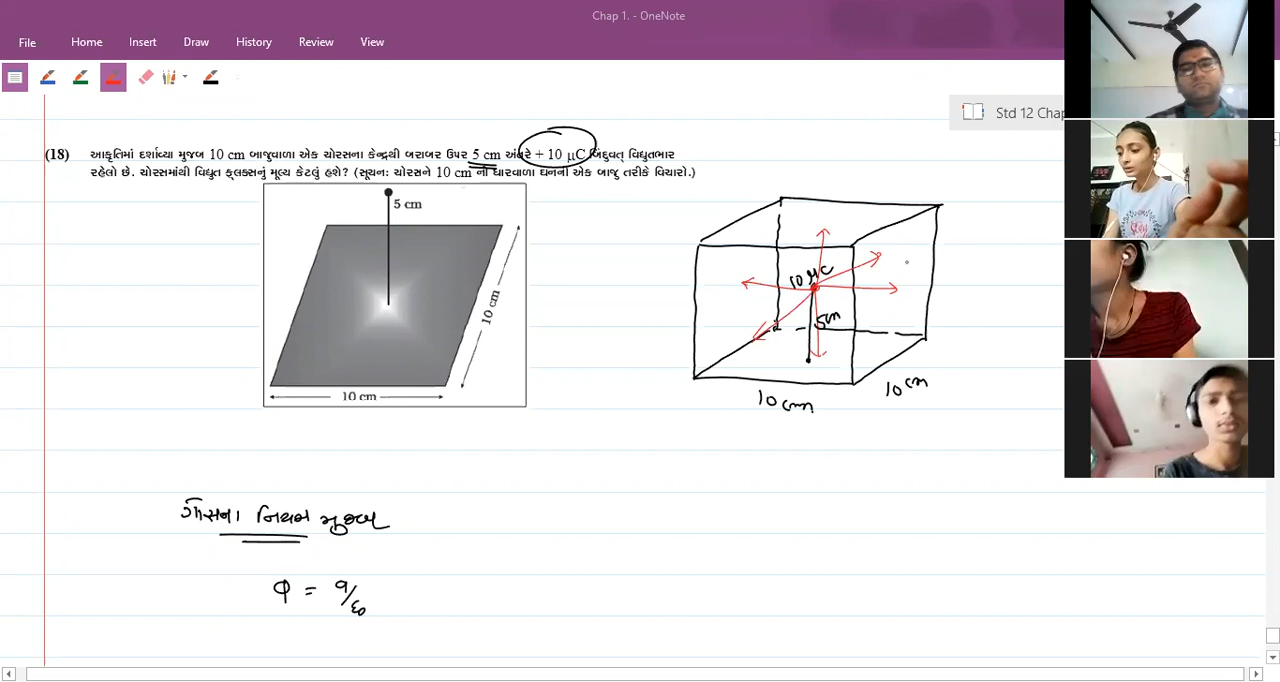 Chap 1. - OneNote
File Home Insert Draw History Review View
Std 12 Chap
(18) આકૃતિમાં દર્શાવ્યા મુજબ 10 cm બાજુવાળા એક ચોરસના કેન્દ્રથી બરાબર ઉપર 5 cm અંતરે + 10 μC બિંદુવત્ વિદ્યુતભાર
રહેલો છે. ચોરસમાંથી વિદ્યુત ફ્લક્સનું મૂલ્ય કેટલું હશે? (સૂચન: ચોરસને 10 cm ની ધારવાળા ઘનની એક બાજુ તરીકે વિચારો.)
5 cm
10 cm
10 cm
10 μC
5cm
10 cm
10 cm
ગૉસના નિયમ મુજબ
Φ = q/ε₀